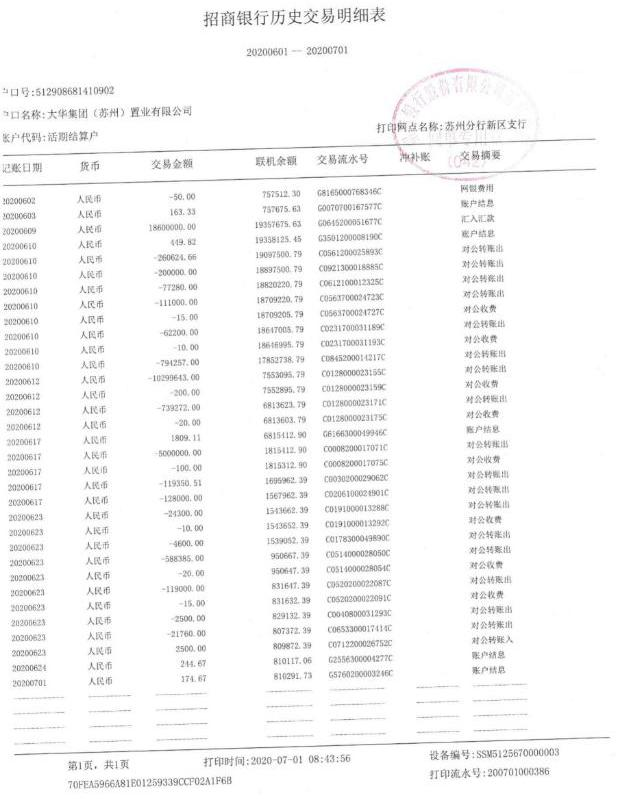 招商银行历史交易明细表
20200601 — 20200701
户口号:512908681410902
户口名称:大华集团（苏州）置业有限公司
账户代码:活期结算户 打印网点名称:苏州分行新区支行
记账日期 货币 交易金额 联机余额 交易流水号 冲补账 交易摘要
20200602 人民币 -50.00 757512.30 G8165000768346C 网银费用
20200603 人民币 163.33 757675.63 G0070700167577C 账户结息
20200609 人民币 18600000.00 19357675.63 G0645200051677C 汇入汇款
20200610 人民币 449.82 19358125.45 G3501200008190C 账户结息
20200610 人民币 -260624.66 19097500.79 C0561200025893C 对公转账出
20200610 人民币 -200000.00 18897500.79 C0921300018885C 对公转账出
20200610 人民币 -77280.00 18820220.79 C0612100012325C 对公转账出
20200610 人民币 -111000.00 18709220.79 C0563700024723C 对公转账出
20200610 人民币 -15.00 18709205.79 C0563700024727C 对公收费
20200610 人民币 -62200.00 18647005.79 C0231700031189C 对公转账出
20200610 人民币 -10.00 18646995.79 C0231700031193C 对公收费
20200610 人民币 -794257.00 17852738.79 C0845200014217C 对公转账出
20200612 人民币 -10299643.00 7553095.79 C0128000023155C 对公转账出
20200612 人民币 -200.00 7552895.79 C0128000023159C 对公收费
20200612 人民币 -739272.00 6813623.79 C0128000023171C 对公转账出
20200612 人民币 -20.00 6813603.79 C0128000023175C 对公收费
20200617 人民币 1809.11 6815412.90 G6166300049946C 账户结息
20200617 人民币 -5000000.00 1815412.90 C0008200017071C 对公转账出
20200617 人民币 -100.00 1815312.90 C0008200017075C 对公收费
20200617 人民币 -119350.51 1695962.39 C0030200029062C 对公转账出
20200617 人民币 -128000.00 1567962.39 C0206100024901C 对公转账出
20200623 人民币 -24300.00 1543662.39 C0191000013288C 对公转账出
20200623 人民币 -10.00 1543652.39 C0191000013292C 对公收费
20200623 人民币 -4600.00 1539052.39 C0178300049890C 对公转账出
20200623 人民币 -588385.00 950667.39 C0514000028050C 对公转账出
20200623 人民币 -20.00 950647.39 C0514000028054C 对公收费
20200623 人民币 -119000.00 831647.39 C0520200022087C 对公转账出
20200623 人民币 -15.00 831632.39 C0520200022091C 对公收费
20200623 人民币 -2500.00 829132.39 C0040800031293C 对公转账出
20200623 人民币 -21760.00 807372.39 C0653300017414C 对公转账出
20200623 人民币 2500.00 809872.39 C0712200026752C 对公转账入
20200624 人民币 244.67 810117.06 G2556300004277C 账户结息
20200701 人民币 174.67 810291.73 G5760200003246C 账户结息
第1页，共1页 打印时间:2020-07-01 08:43:56 设备编号:SSM5125670000003
70FEA5966A81E01259339CCF02A1F6B 打印流水号:200701000386